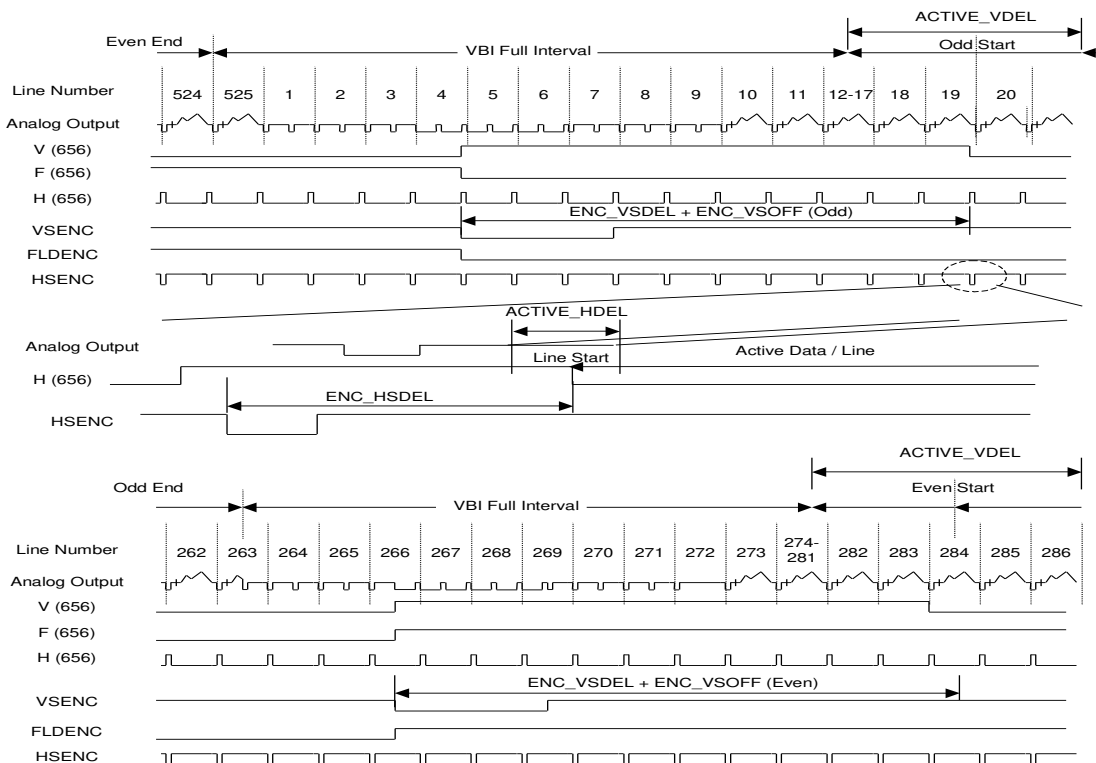 ACTIVE_VDEL
Even End
VBI Full Interval
Odd Start
Line Number
524 525 1 2 3 4 5 6 7 8 9 10 11 12-17 18 19 20
Analog Output
V (656)
F (656)
H (656)
ENC_VSDEL + ENC_VSOFF (Odd)
VSENC
FLDENC
HSENC
ACTIVE_HDEL
Analog Output
Line Start
Active Data / Line
H (656)
ENC_HSDEL
HSENC
ACTIVE_VDEL
Odd End
VBI Full Interval
Even Start
Line Number
262 263 264 265 266 267 268 269 270 271 272 273 274-281 282 283 284 285 286
Analog Output
V (656)
F (656)
H (656)
ENC_VSDEL + ENC_VSOFF (Even)
VSENC
FLDENC
HSENC